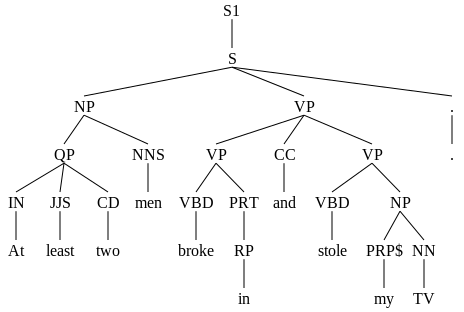 S1
S
NP VP .
QP NNS VP CC VP .
IN JJS CD men VBD PRT and VBD NP
At least two broke RP stole PRP$ NN
in my TV